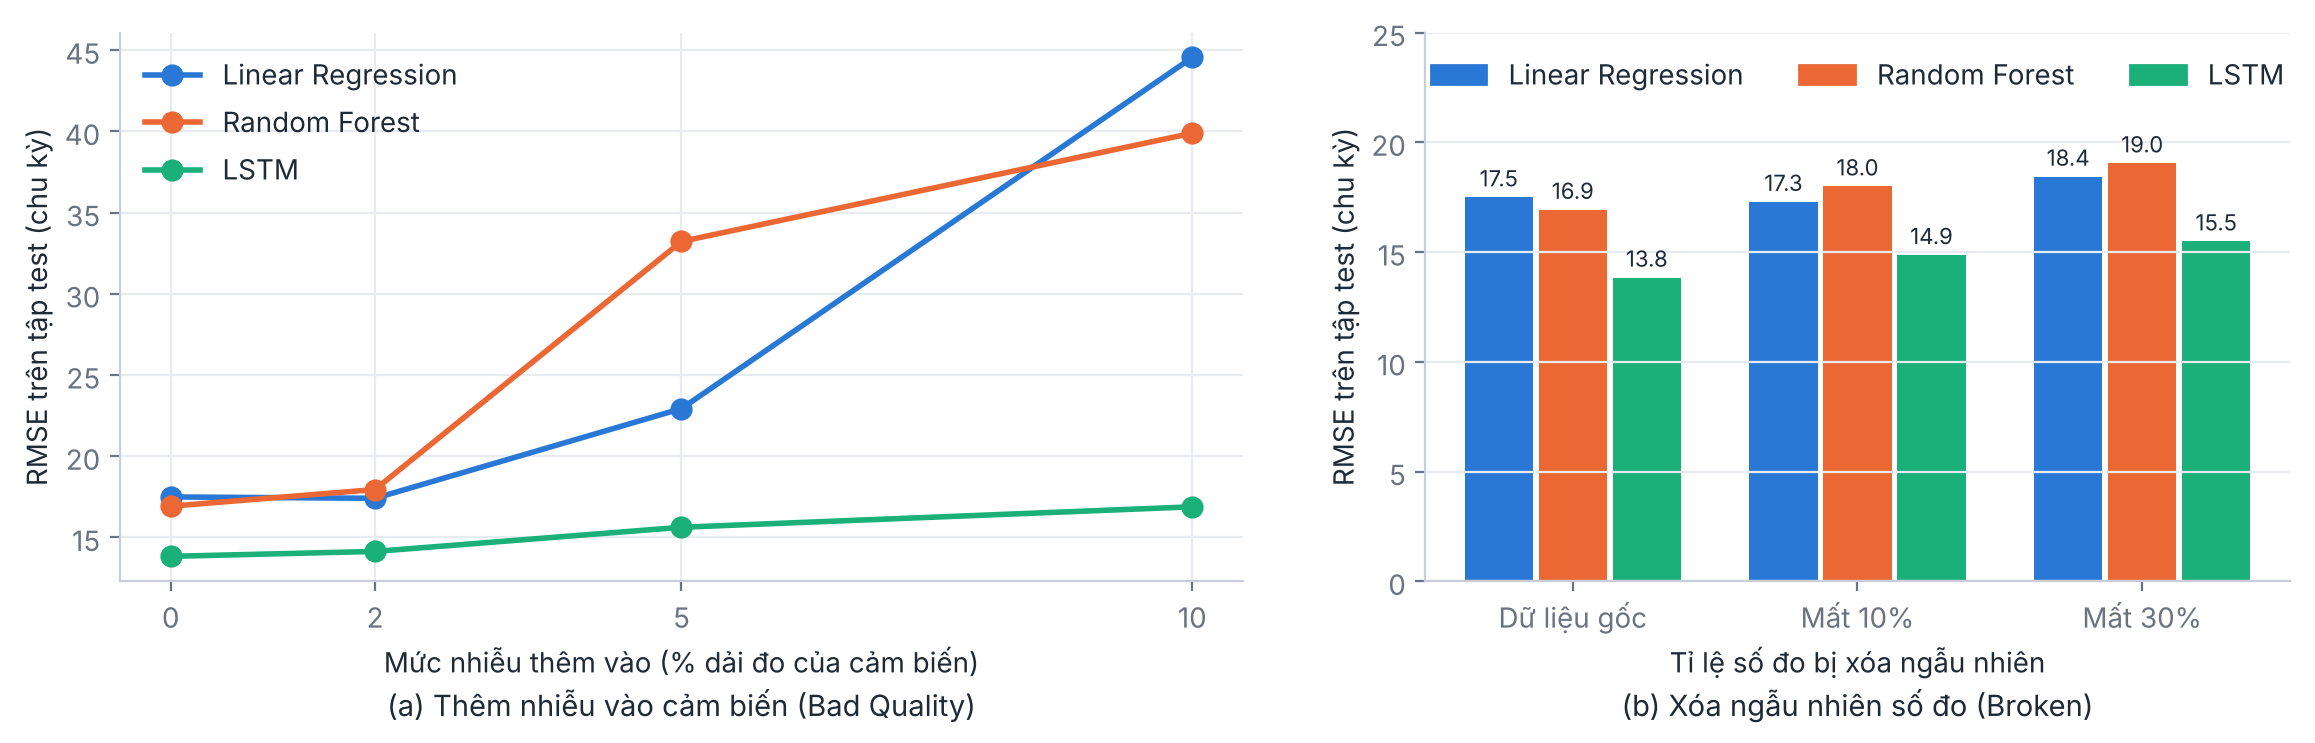 45
40
35
30
25
20
15
RMSE trên tập test (chu kỳ)
Linear Regression
Random Forest
LSTM
0 2 5 10
Mức nhiễu thêm vào (% dải đo của cảm biến)
(a) Thêm nhiễu vào cảm biến (Bad Quality)
25
20
15
10
5
0
RMSE trên tập test (chu kỳ)
Linear Regression Random Forest LSTM
17.5 16.9 13.8
17.3 18.0 14.9
18.4 19.0 15.5
Dữ liệu gốc Mất 10% Mất 30%
Tỉ lệ số đo bị xóa ngẫu nhiên
(b) Xóa ngẫu nhiên số đo (Broken)